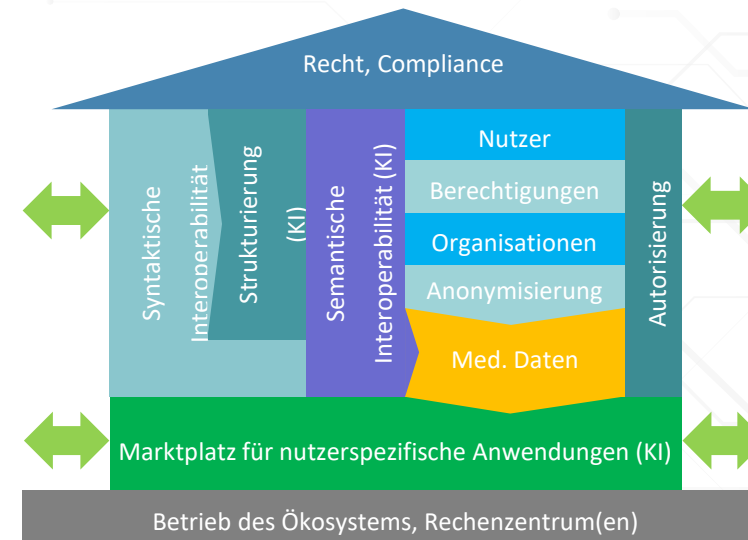 Recht, Compliance
Syntaktische
Interoperabilität
Strukturierung
(KI)
Semantische
Interoperabilität (KI)
Nutzer
Berechtigungen
Organisationen
Anonymisierung
Med. Daten
Autorisierung
Marktplatz für nutzerspezifische Anwendungen (KI)
Betrieb des Ökosystems, Rechenzentrum(en)